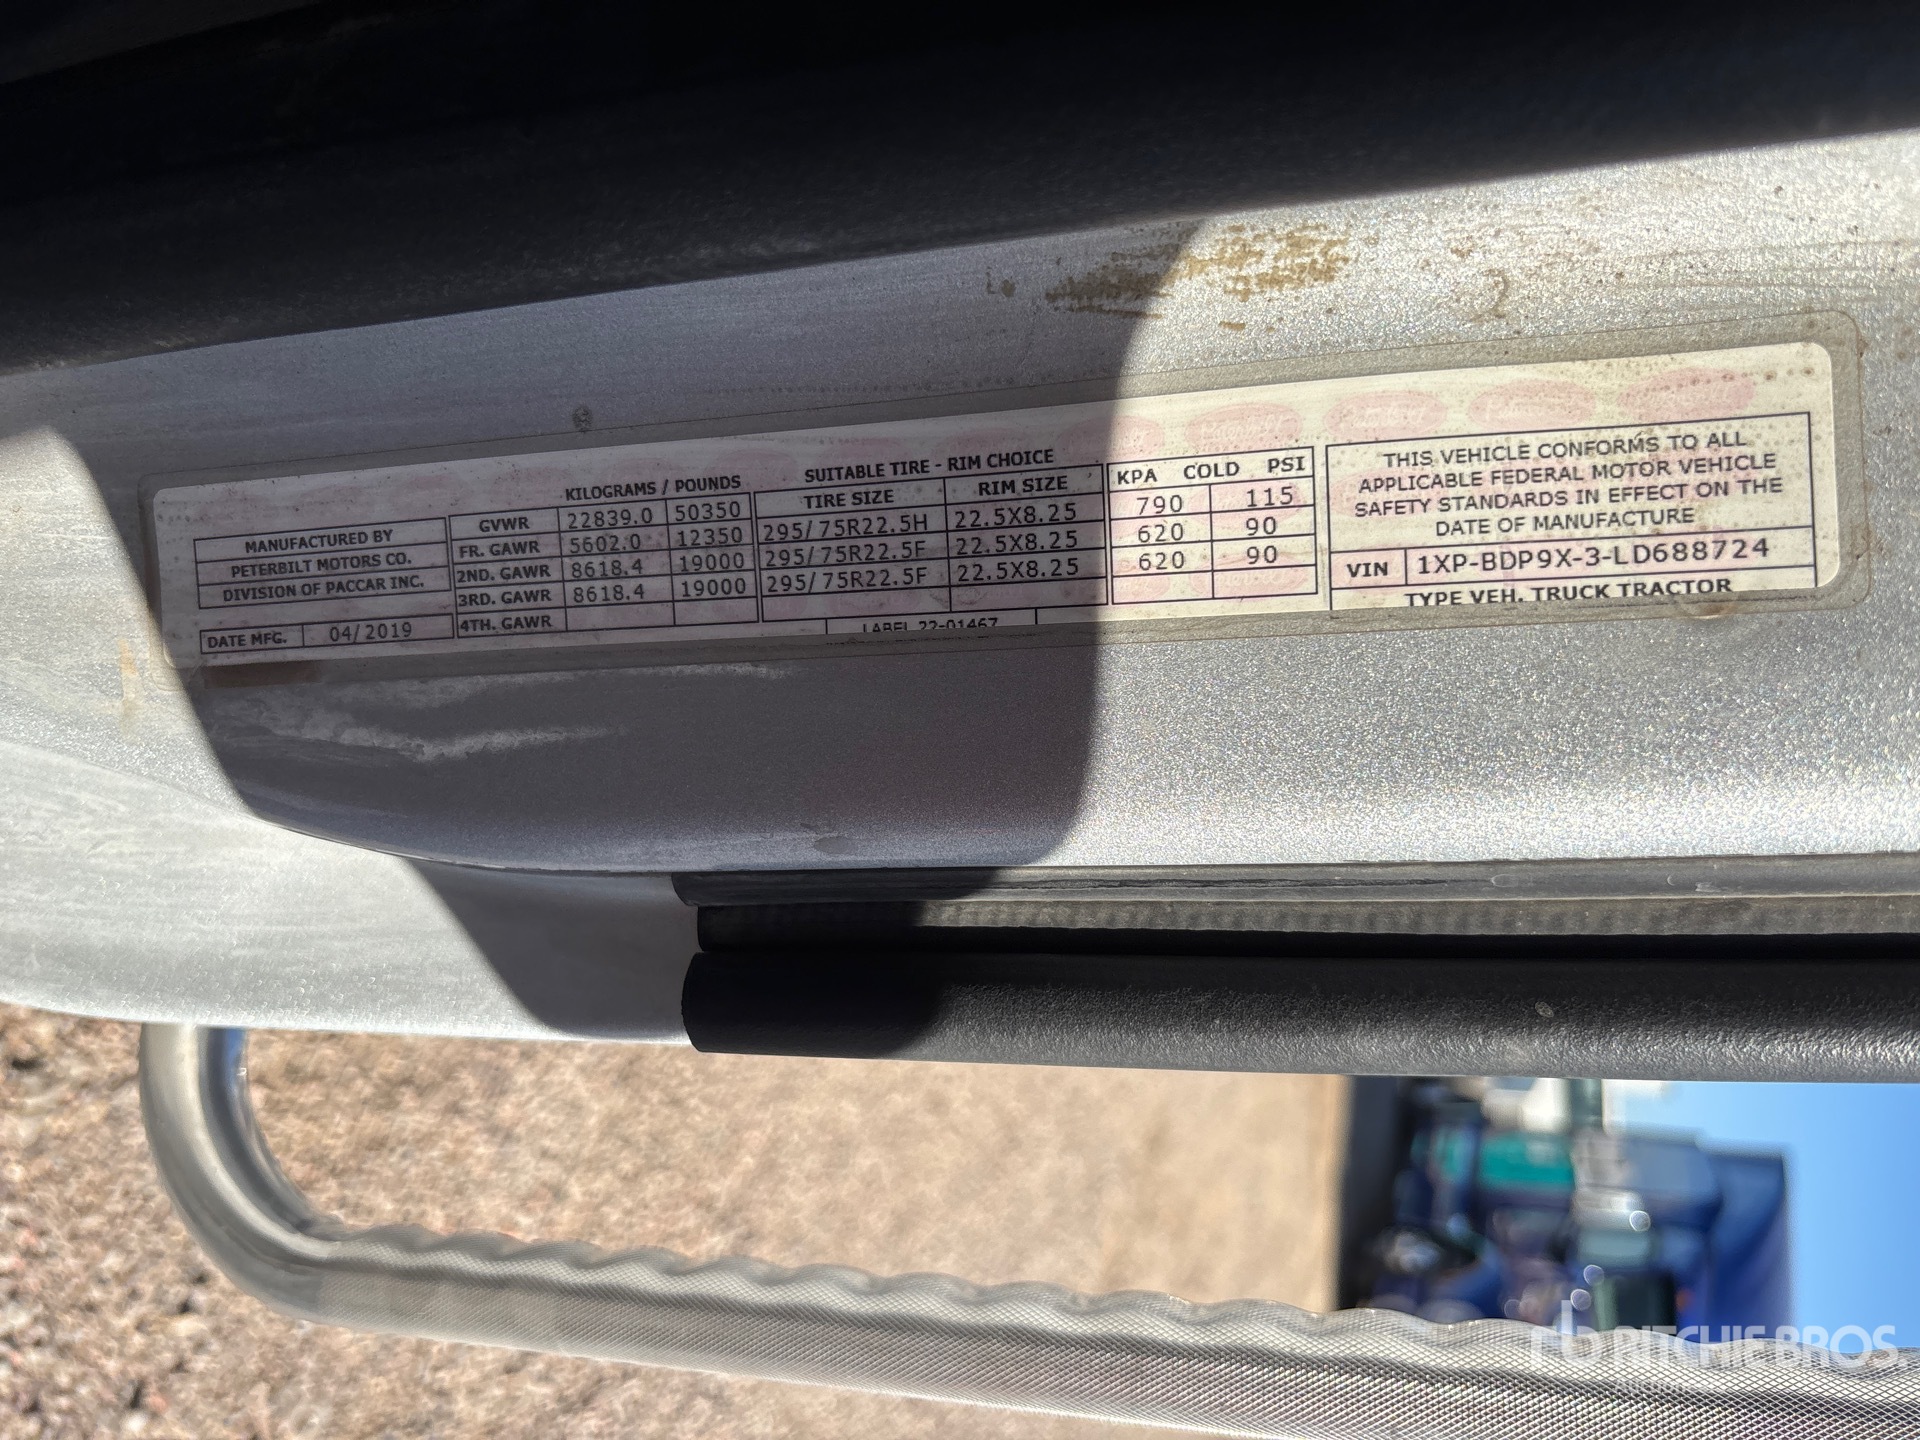 MANUFACTURED BY
PETERBILT MOTORS CO.
DIVISION OF PACCAR INC.
DATE MFG. 04/2019
KILOGRAMS / POUNDS
GVWR 22839.0 50350
FR. GAWR 5602.0 12350
2ND. GAWR 8618.4 19000
3RD. GAWR 8618.4 19000
4TH. GAWR
SUITABLE TIRE - RIM CHOICE
TIRE SIZE RIM SIZE
295/75R22.5H 22.5X8.25
295/75R22.5F 22.5X8.25
295/75R22.5F 22.5X8.25
LABEL 22-01467
KPA COLD PSI
790 115
620 90
620 90
THIS VEHICLE CONFORMS TO ALL
APPLICABLE FEDERAL MOTOR VEHICLE
SAFETY STANDARDS IN EFFECT ON THE
DATE OF MANUFACTURE
VIN 1XP-BDP9X-3-LD688724
TYPE VEH. TRUCK TRACTOR
rb RITCHIE BROS.